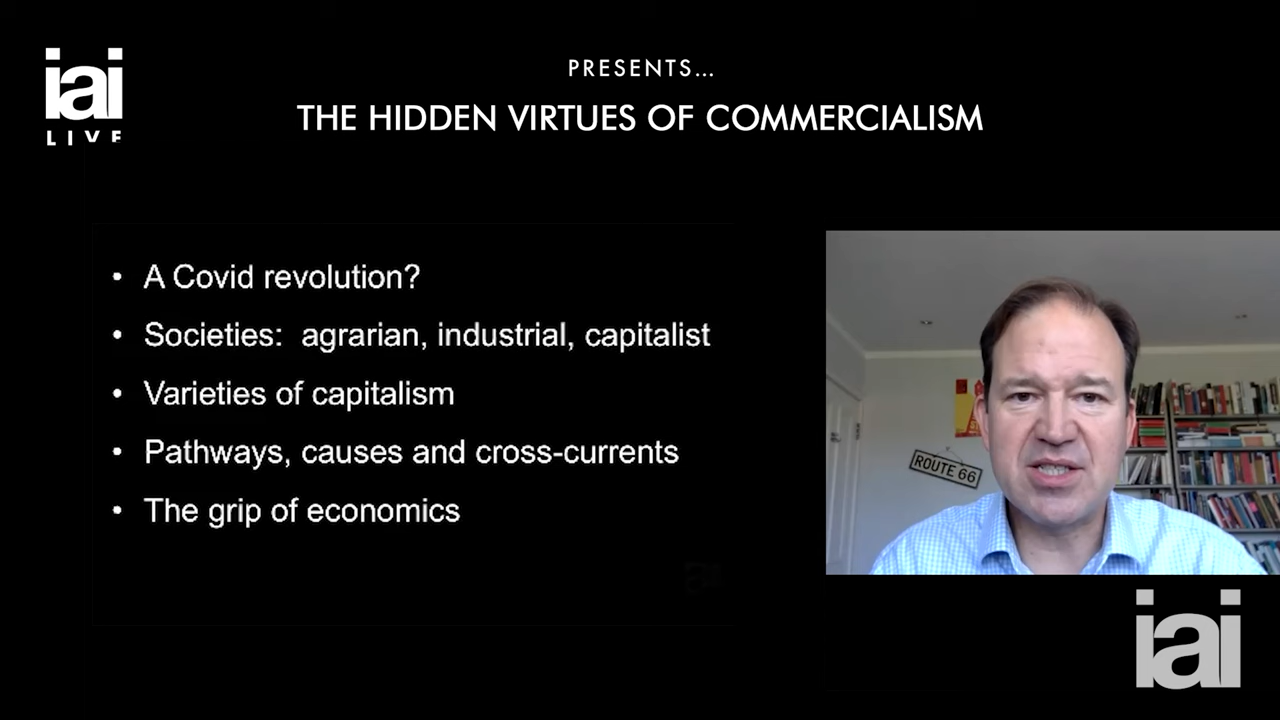 iai
LIVE
PRESENTS...
THE HIDDEN VIRTUES OF COMMERCIALISM
• A Covid revolution?
• Societies: agrarian, industrial, capitalist
• Varieties of capitalism
• Pathways, causes and cross-currents
• The grip of economics
ROUTE 66
iai